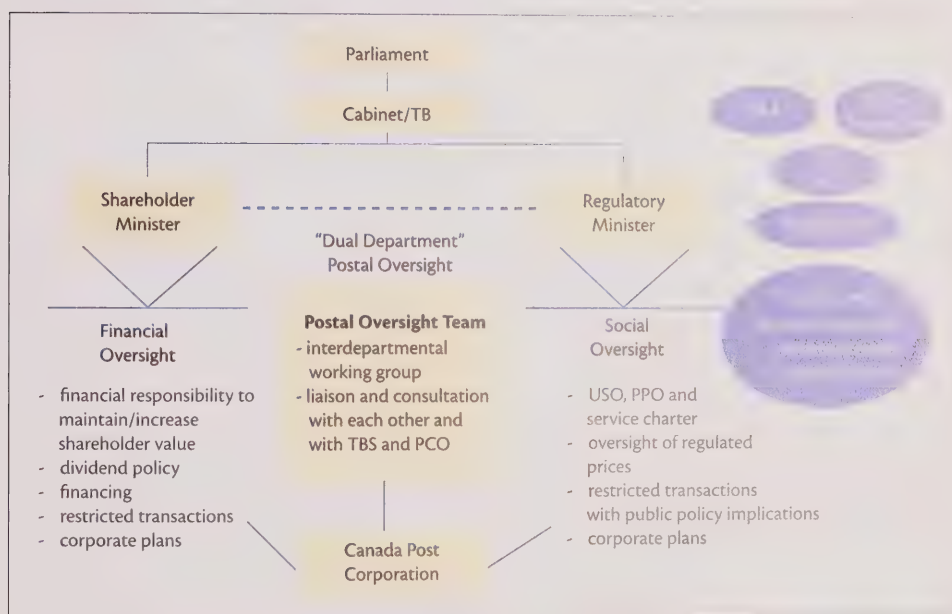 Parliament
Cabinet/TB
Shareholder
Minister
Regulatory
Minister
"Dual Department"
Postal Oversight
Financial
Oversight
- financial responsibility to
maintain/increase
shareholder value
- dividend policy
- financing
- restricted transactions
- corporate plans
Postal Oversight Team
- interdepartmental
working group
- liaison and consultation
with each other and
with TBS and PCO
Social
Oversight
- USO, PPO and
service charter
- oversight of regulated
prices
- restricted transactions
with public policy implications
- corporate plans
Canada Post
Corporation